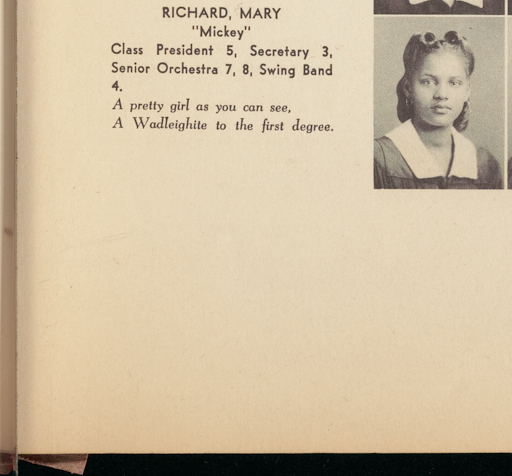 RICHARD, MARY
"Mickey"
Class President 5, Secretary 3,
Senior Orchestra 7, 8, Swing Band
4.
A pretty girl as you can see,
A Wadleighite to the first degree.